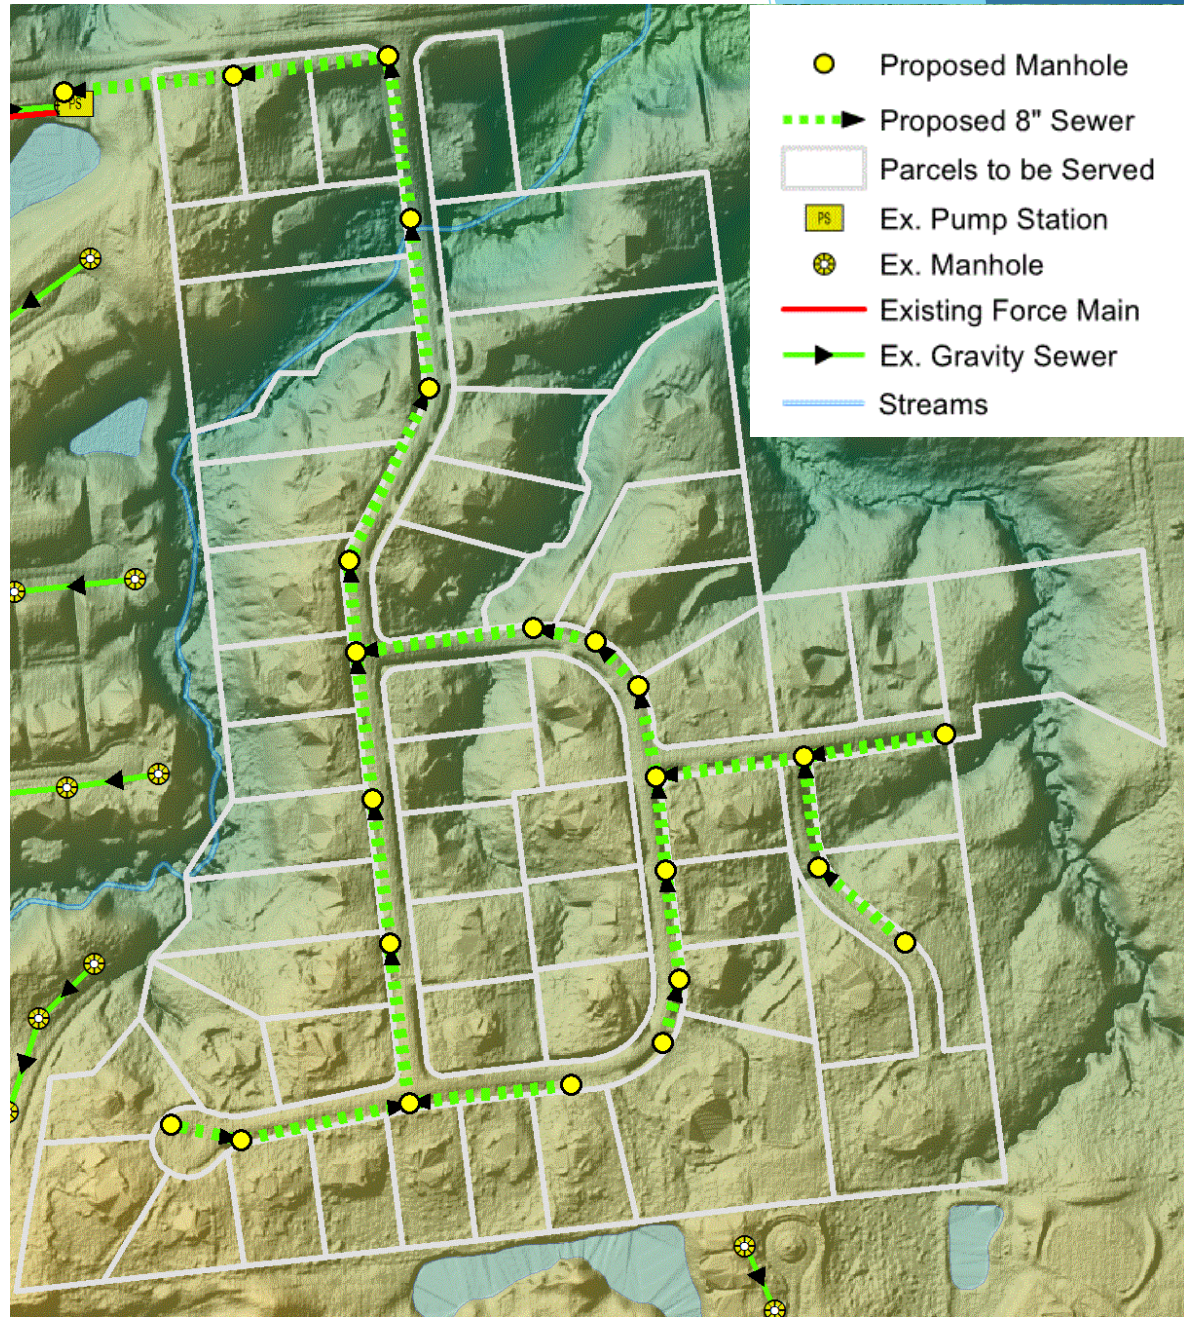 Proposed Manhole
Proposed 8" Sewer
Parcels to be Served
PS
Ex. Pump Station
Ex. Manhole
Existing Force Main
Ex. Gravity Sewer
Streams
PS